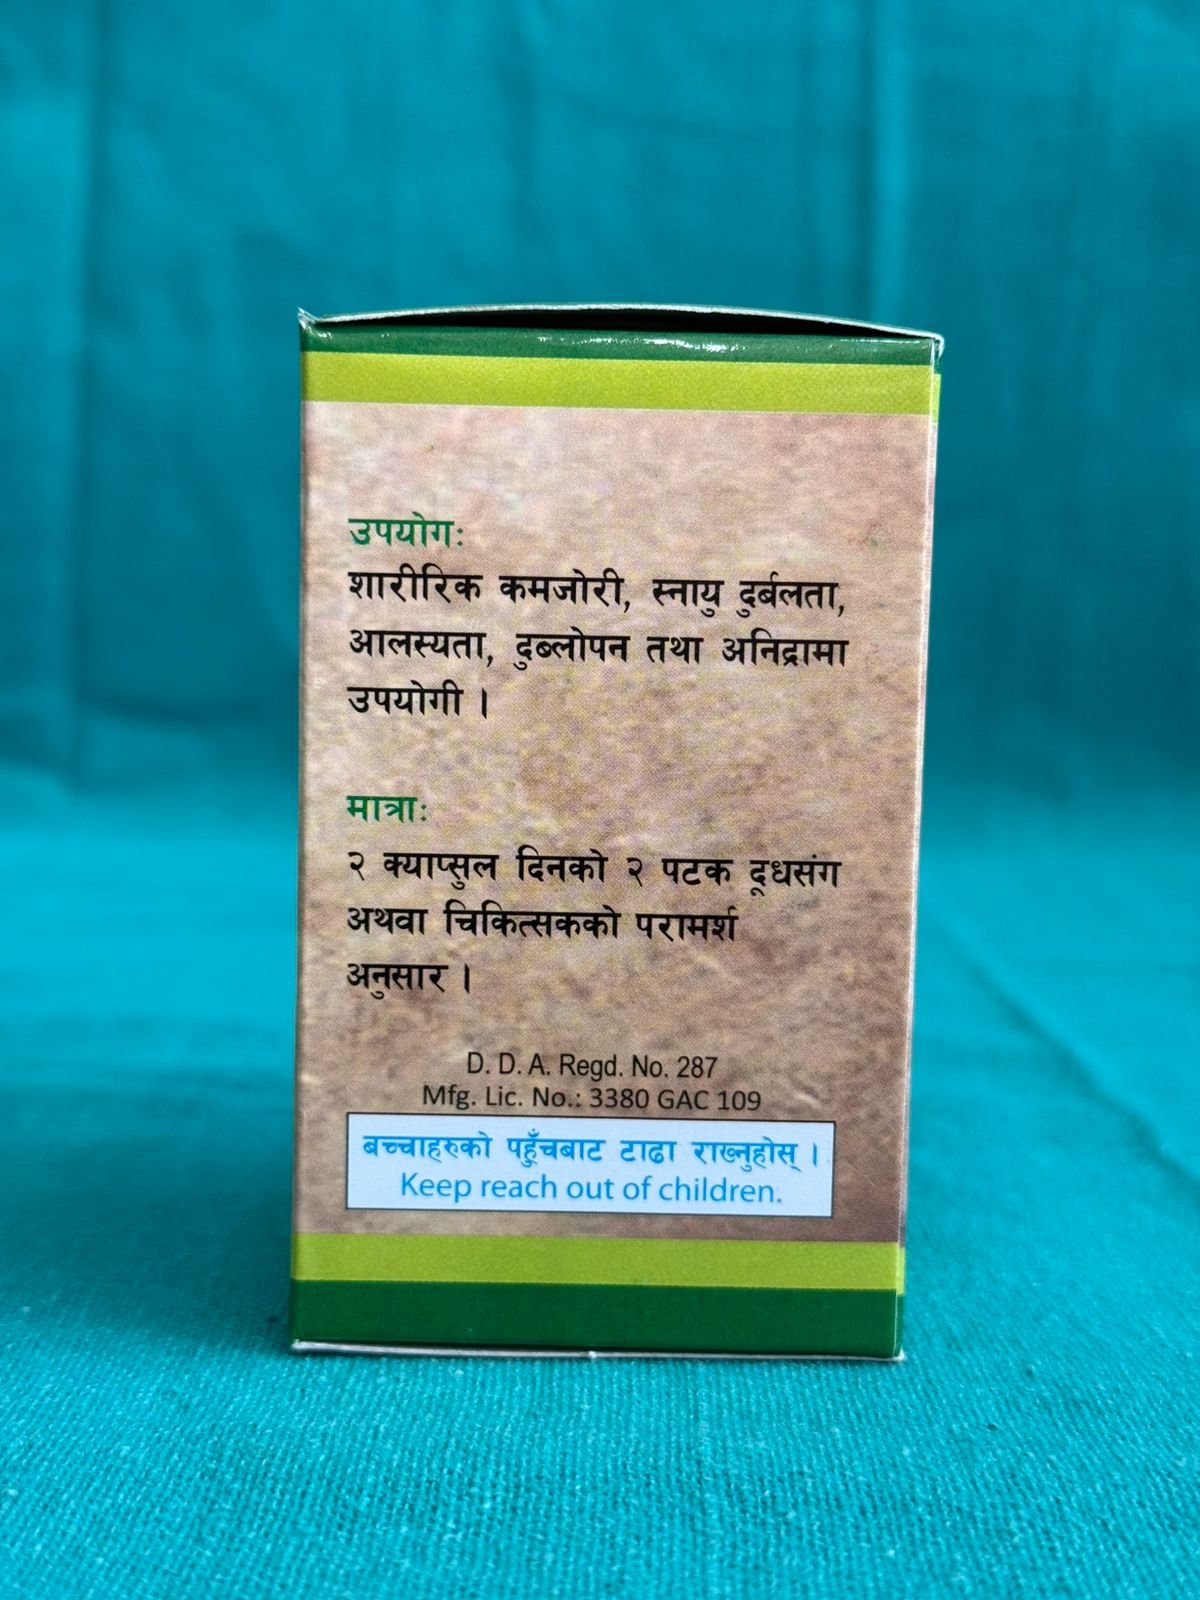 उपयोगः
शारीरिक कमजोरी, स्नायु दुर्बलता,
आलस्यता, दुब्लोपन तथा अनिद्रामा
उपयोगी ।
मात्राः
२ क्याप्सुल दिनको २ पटक दूधसंग
अथवा चिकित्सकको परामर्श
अनुसार ।
D. D. A. Regd. No. 287
Mfg. Lic. No.: 3380 GAC 109
बच्चाहरुको पहुँचबाट टाढा राख्नुहोस् ।
Keep reach out of children.